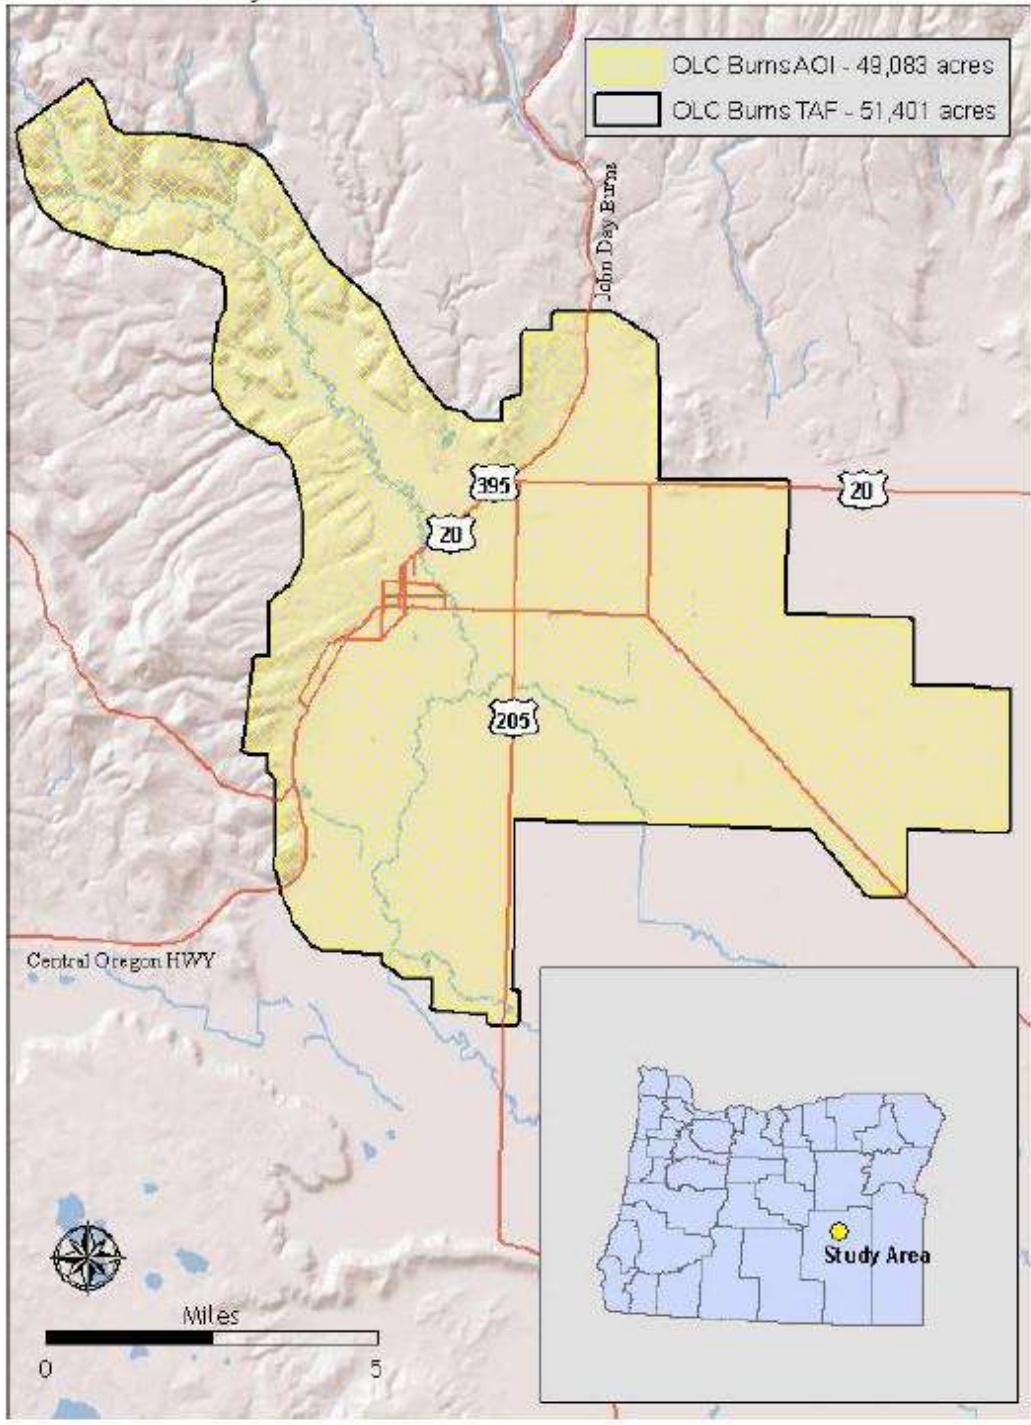 OLC Burns AOI - 49,083 acres
OLC Burns TAF - 51,401 acres
John Day Burns
395
20
20
205
Central Oregon HWY
Study Area
Miles
0 5